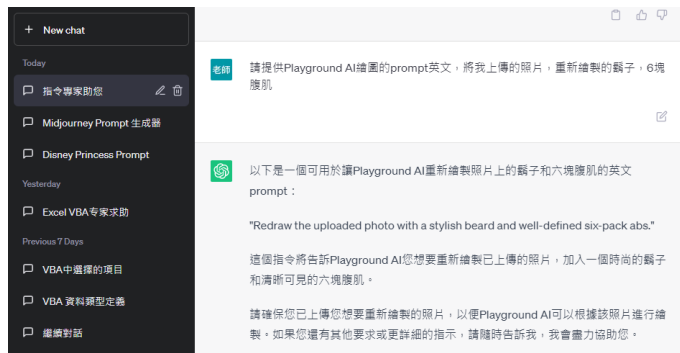 New chat
Today
指令專家助您
Midjourney Prompt 生成器
Disney Princess Prompt
Yesterday
Excel VBA专家求助
Previous 7 Days
VBA中選擇的項目
VBA 資料類型定義
繼續對話
老師
請提供Playground AI繪圖的prompt英文，將我上傳的照片，重新繪製的鬍子，6塊
腹肌
以下是一個可用於讓Playground AI重新繪製照片上的鬍子和六塊腹肌的英文
prompt：
"Redraw the uploaded photo with a stylish beard and well-defined six-pack abs."
這個指令將告訴Playground AI您想要重新繪製已上傳的照片，加入一個時尚的鬍子
和清晰可見的六塊腹肌。
請確保您已上傳您想要重新繪製的照片，以便Playground AI可以根據該照片進行繪
製。如果您還有其他要求或更詳細的指示，請隨時告訴我，我會盡力協助您。